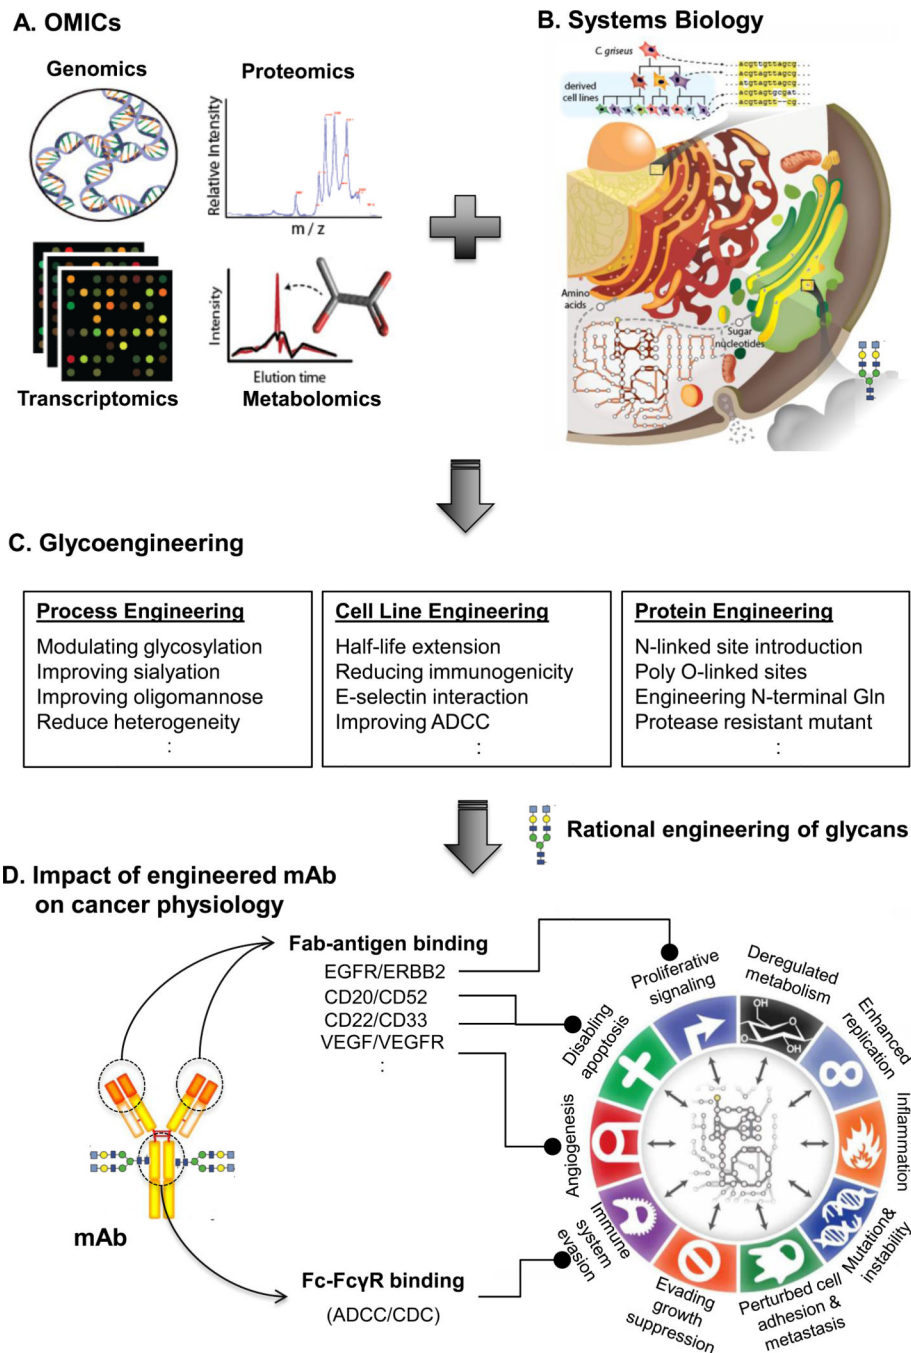 A. OMICs
Genomics
Proteomics
Relative Intensity
m / z
Intensity
Elution time
Transcriptomics
Metabolomics
B. Systems Biology
C. griseus
derived
cell lines
acgtgttagcg
acgtagttagcg
atgtagttagcg
acgtagtgcgat
acgtagtt--cg
Amino
acids
Sugar
nucleotides
C. Glycoengineering
Process Engineering
Modulating glycosylation
Improving sialyation
Improving oligomannose
Reduce heterogeneity
:
Cell Line Engineering
Half-life extension
Reducing immunogenicity
E-selectin interaction
Improving ADCC
:
Protein Engineering
N-linked site introduction
Poly O-linked sites
Engineering N-terminal Gln
Protease resistant mutant
:
Rational engineering of glycans
D. Impact of engineered mAb
on cancer physiology
Fab-antigen binding
EGFR/ERBB2
CD20/CD52
CD22/CD33
VEGF/VEGFR
:
mAb
Fc-FcγR binding
(ADCC/CDC)
Proliferative
signaling
Deregulated
metabolism
OH
O
OH
Enhanced
replication
Inflammation
Mutation&
instability
Perturbed cell
adhesion &
metastasis
Evading
growth
suppression
Immune
system
evasion
Angiogenesis
Disabling
apoptosis